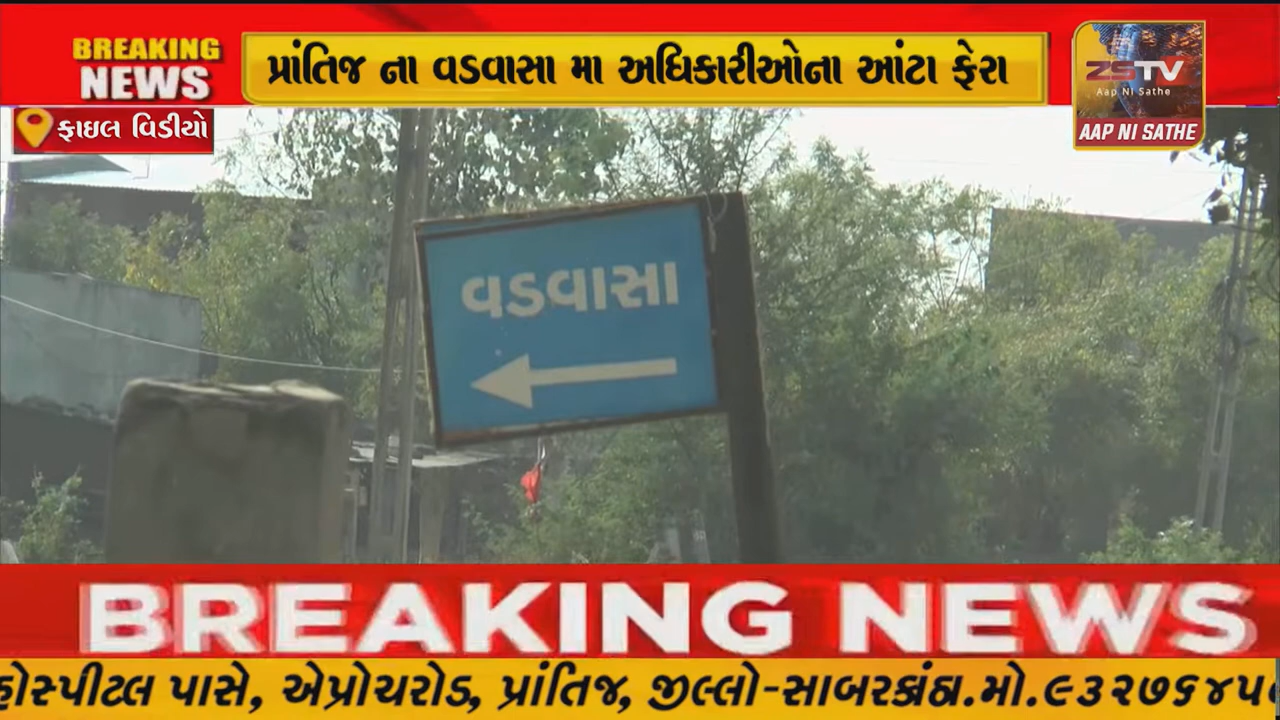 BREAKING
NEWS
પ્રાંતિજ ના વડવાસા મા અધિકારીઓના આંટા ફેરા
ZSTV
Aap Ni Sathe
AAP NI SATHE
ફાઇલ વિડીયો
વડવાસા
BREAKING NEWS
હોસ્પીટલ પાસે, એપ્રોચરોડ, પ્રાંતિજ, જીલ્લો-સાબરકાંઠા.મો.૯૩૨૭૬૪૫